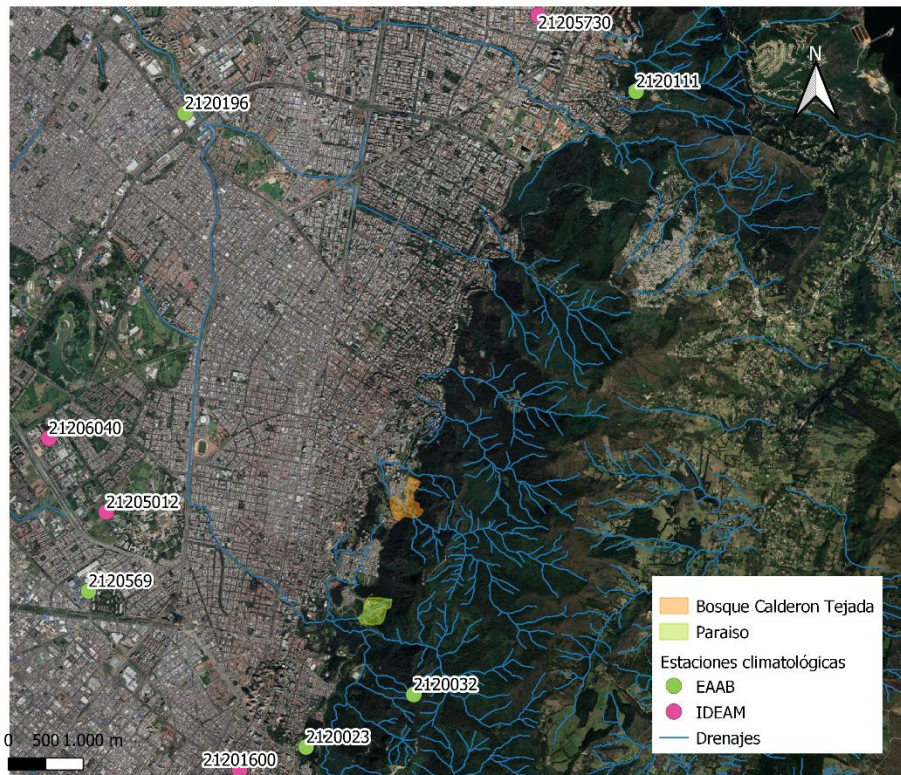 21205730
2120111
N
2120196
21206040
21205012
2120569
Bosque Calderon Tejada
Paraiso
Estaciones climatológicas
EAAB
IDEAM
Drenajes
2120032
2120023
0 500 1.000 m
21201600